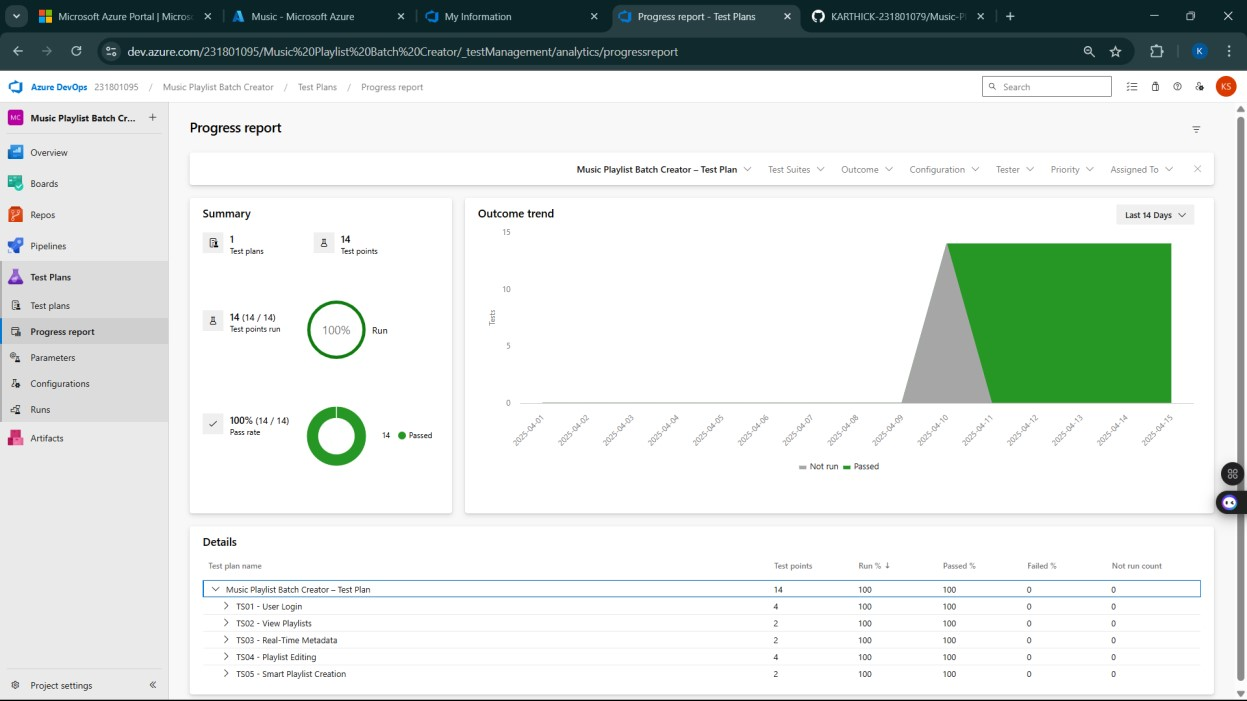 Microsoft Azure Portal | Micros
Music - Microsoft Azure
My Information
Progress report - Test Plans
KARTHICK-231801079/Music-P
dev.azure.com/231801095/Music%20Playlist%20Batch%20Creator/_testManagement/analytics/progressreport
K
Azure DevOps 231801095 / Music Playlist Batch Creator / Test Plans / Progress report
Search
KS
MC Music Playlist Batch Cr...
Overview
Boards
Repos
Pipelines
Test Plans
Test plans
Progress report
Parameters
Configurations
Runs
Artifacts
Project settings
Progress report
Music Playlist Batch Creator – Test Plan
Test Suites
Outcome
Configuration
Tester
Priority
Assigned To
Summary
1
Test plans
14
Test points
14 (14 / 14)
Test points run
100%
Run
100% (14 / 14)
Pass rate
14 Passed
Outcome trend
Last 14 Days
15
10
5
0
Tests
2025-04-01
2025-04-02
2025-04-03
2025-04-04
2025-04-05
2025-04-06
2025-04-07
2025-04-08
2025-04-09
2025-04-10
2025-04-11
2025-04-12
2025-04-13
2025-04-14
2025-04-15
Not run Passed
Details
Test plan name Test points Run % ↓ Passed % Failed % Not run count
Music Playlist Batch Creator – Test Plan 14 100 100 0 0
TS01 - User Login 4 100 100 0 0
TS02 - View Playlists 2 100 100 0 0
TS03 - Real-Time Metadata 2 100 100 0 0
TS04 - Playlist Editing 4 100 100 0 0
TS05 - Smart Playlist Creation 2 100 100 0 0